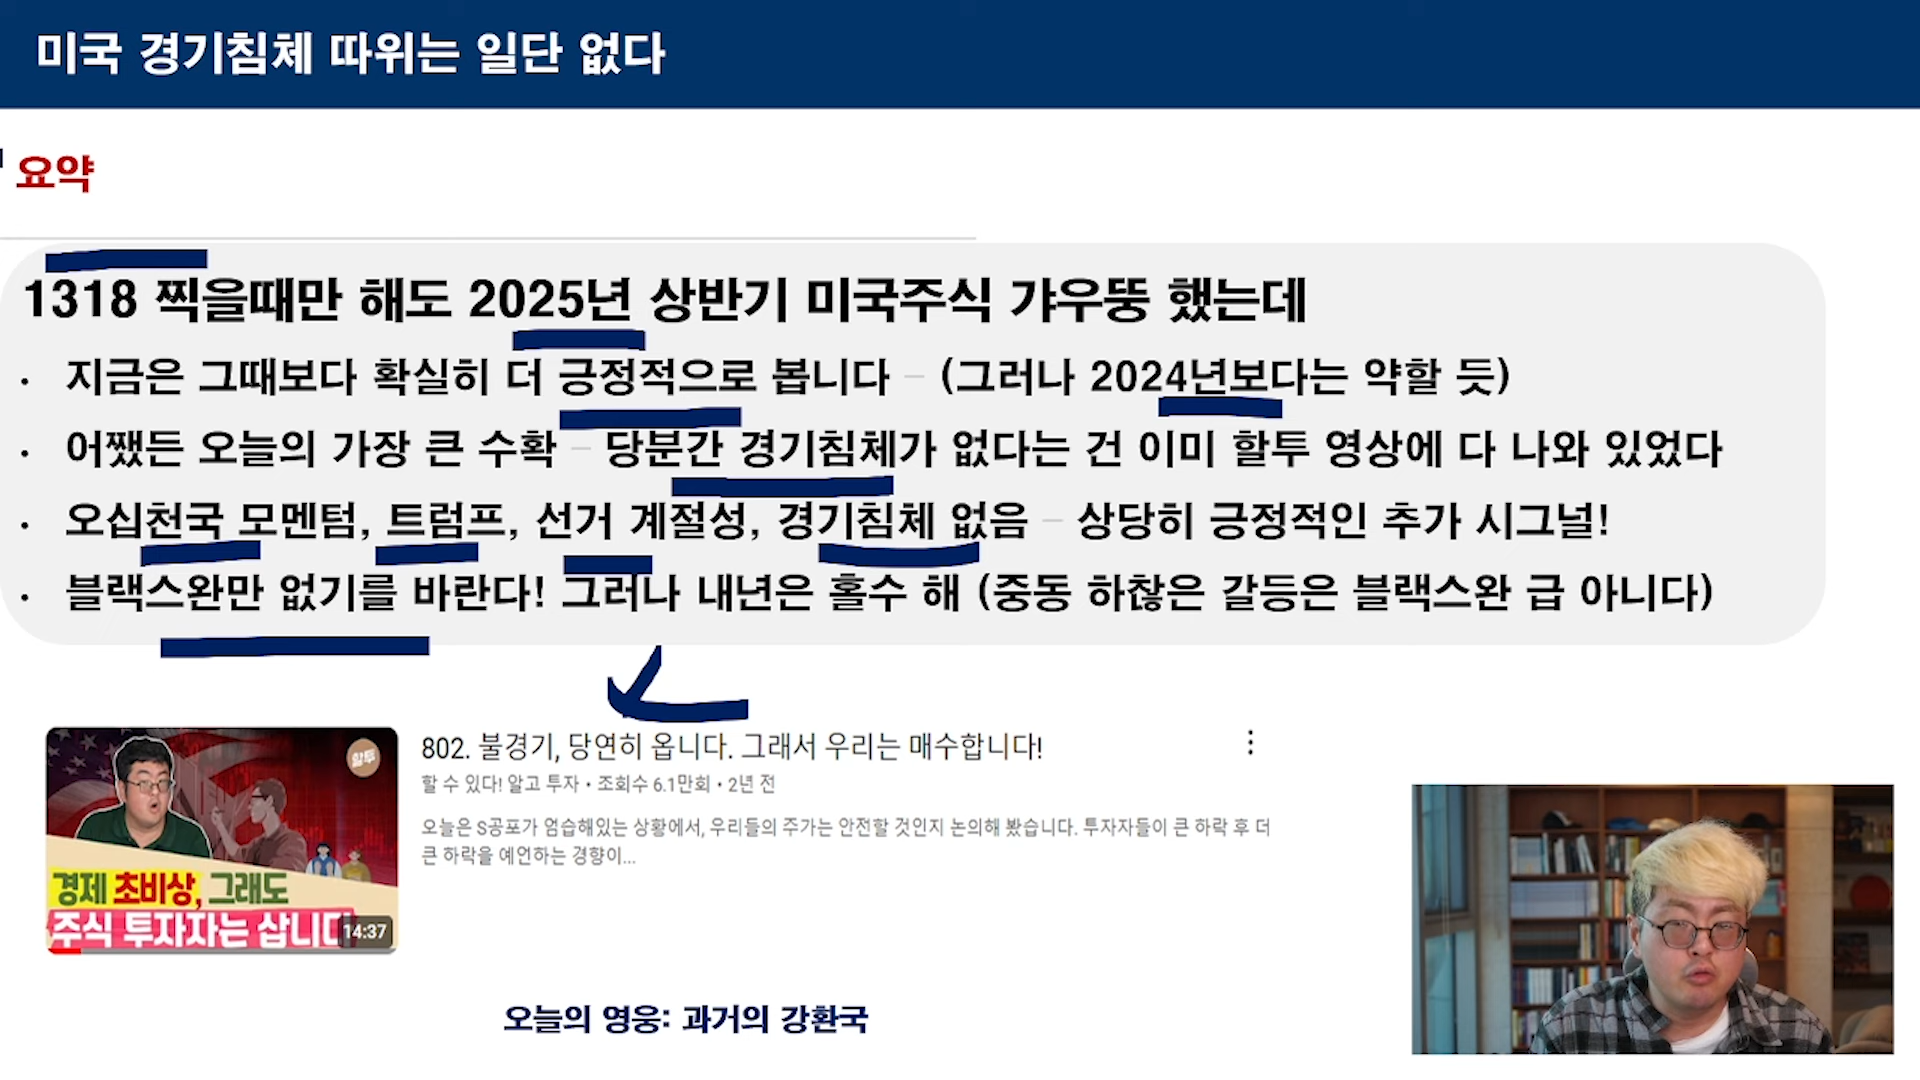 미국 경기침체 따위는 일단 없다
요약
1318 찍을때만 해도 2025년 상반기 미국주식 갸우뚱 했는데
· 지금은 그때보다 확실히 더 긍정적으로 봅니다 – (그러나 2024년보다는 약할 듯)
· 어쨌든 오늘의 가장 큰 수확 – 당분간 경기침체가 없다는 건 이미 할투 영상에 다 나와 있었다
· 오십천국 모멘텀, 트럼프, 선거 계절성, 경기침체 없음 – 상당히 긍정적인 추가 시그널!
· 블랙스완만 없기를 바란다! 그러나 내년은 홀수 해 (중동 하찮은 갈등은 블랙스완 급 아니다)
할투
경제 초비상, 그래도
주식 투자자는 삽니다
14:37
802. 불경기, 당연히 옵니다. 그래서 우리는 매수합니다!
할 수 있다! 알고 투자 • 조회수 6.1만회 • 2년 전
오늘은 S공포가 엄습해있는 상황에서, 우리들의 주가는 안전할 것인지 논의해 봤습니다. 투자자들이 큰 하락 후 더
큰 하락을 예언하는 경향이...
오늘의 영웅: 과거의 강환국